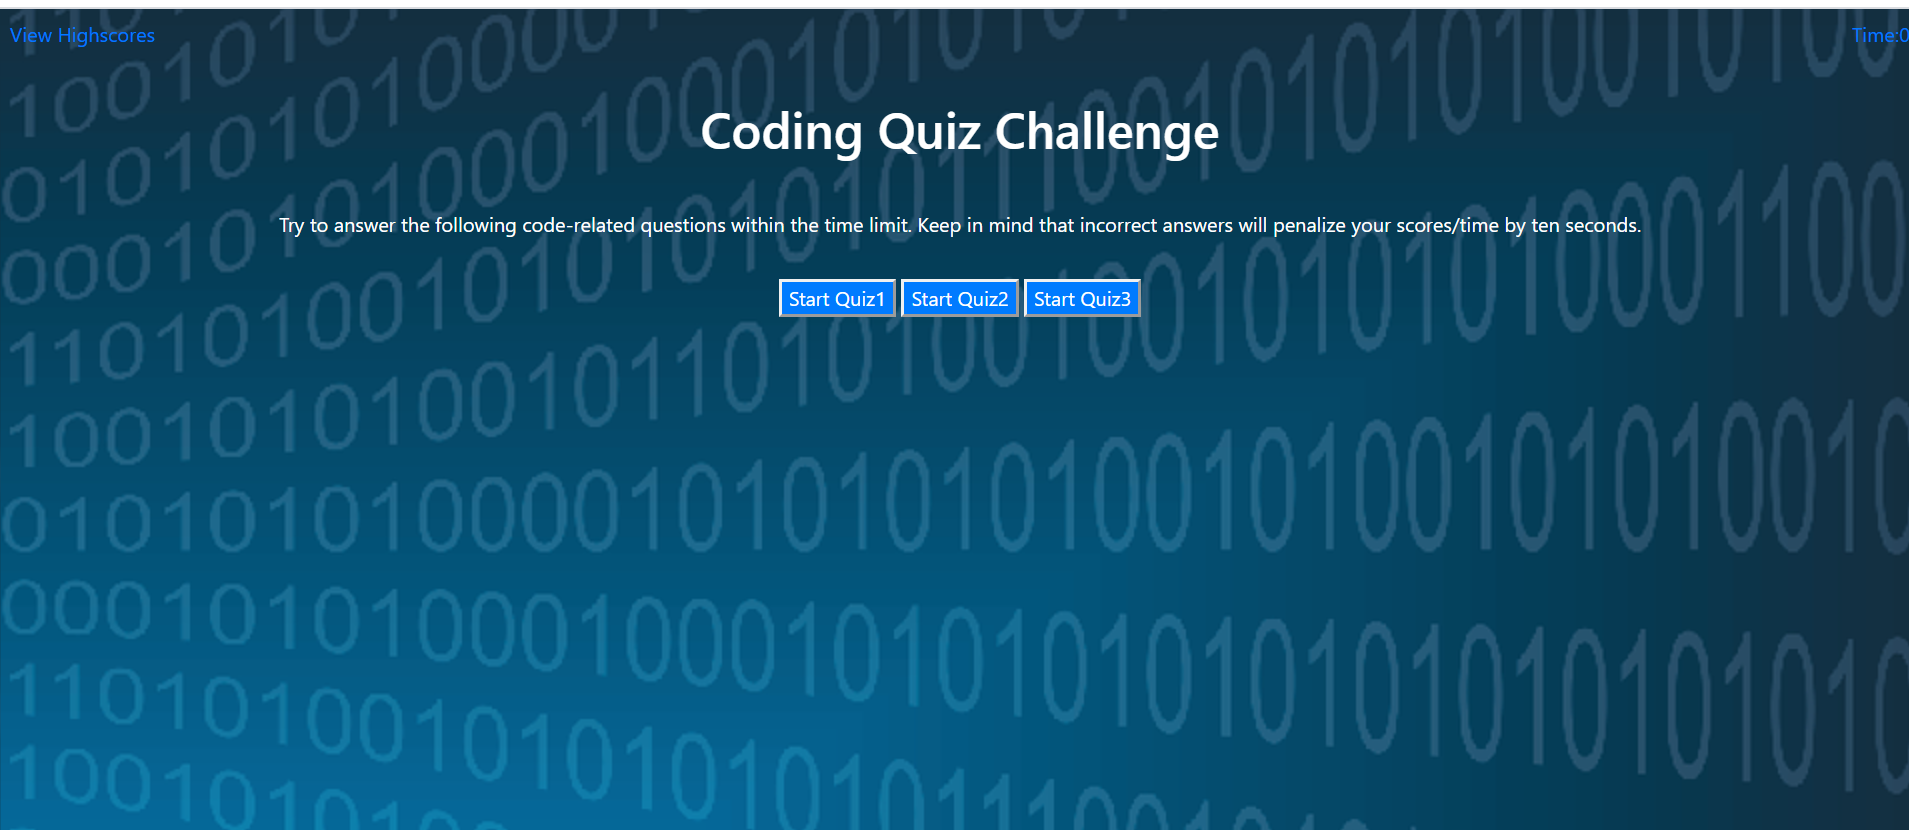 View Highscores
Time:0
Coding Quiz Challenge
Try to answer the following code-related questions within the time limit. Keep in mind that incorrect answers will penalize your scores/time by ten seconds.
Start Quiz1 Start Quiz2 Start Quiz3